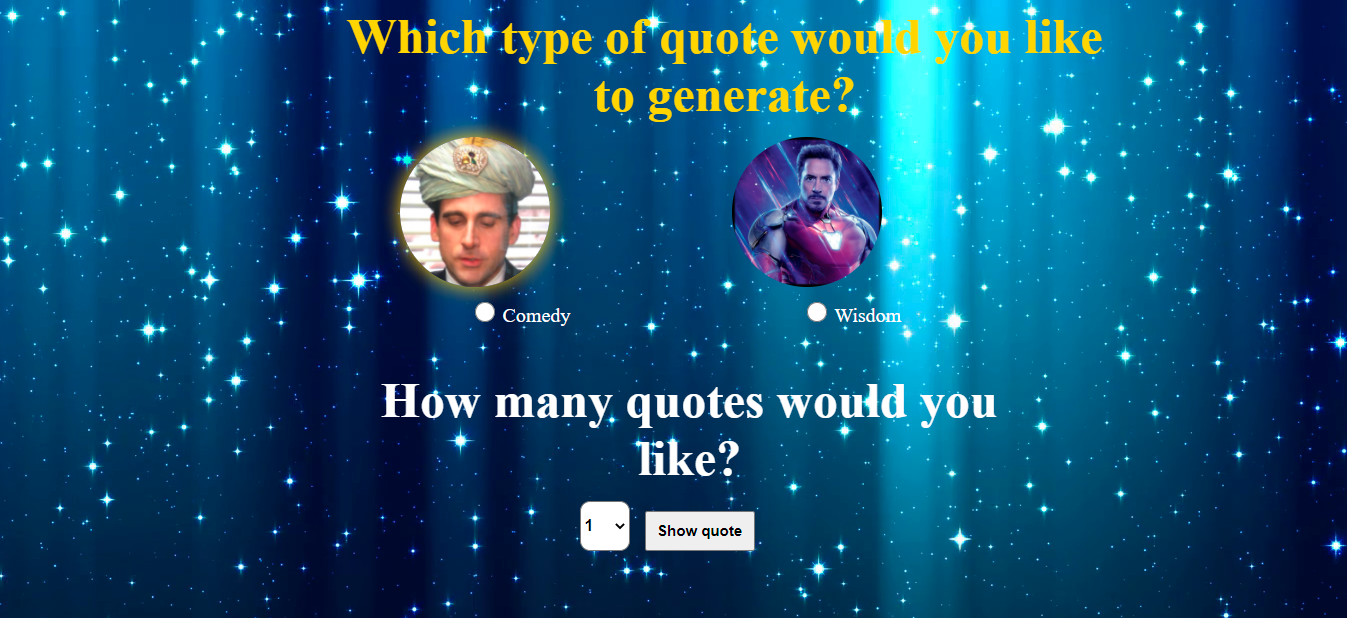 Which type of quote would you like
to generate?
Comedy
Wisdom
How many quotes would you
like?
1
Show quote